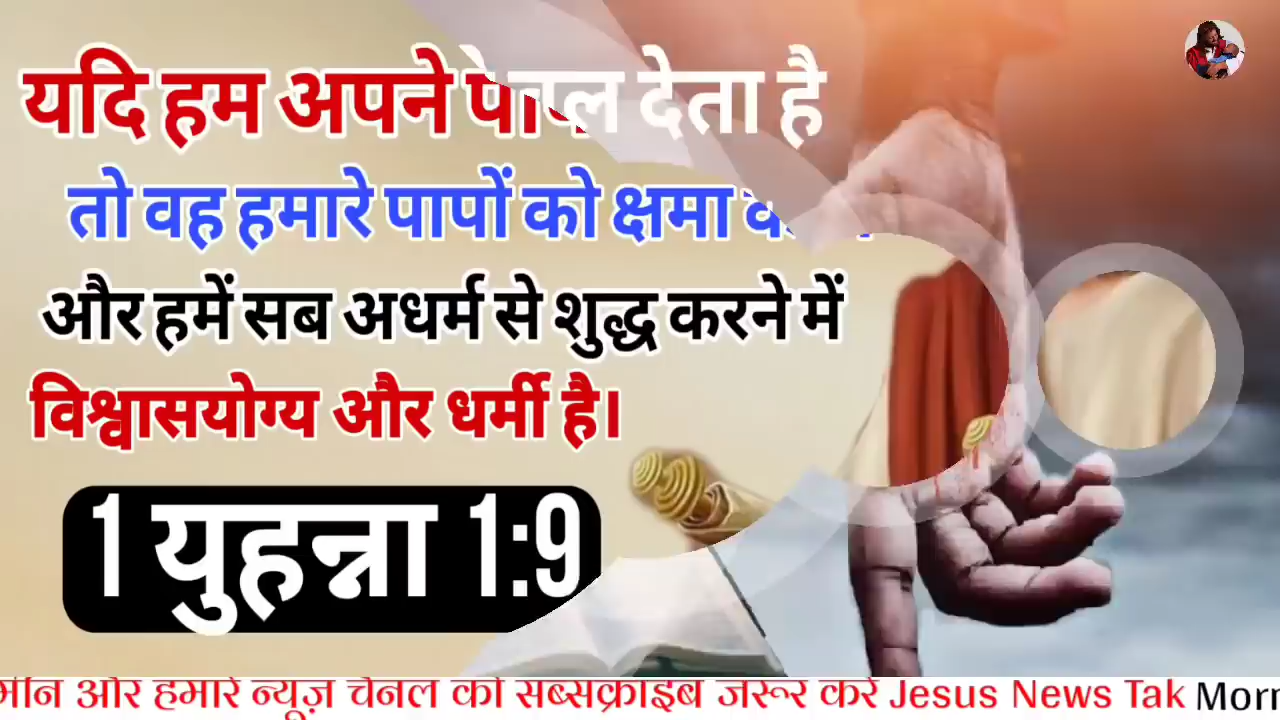 यदि हम अपने देता है
तो वह हमारे पापों को क्षमा
और हमें सब अधर्म से शुद्ध करने में
विश्वासयोग्य और धर्मी है।
1 युहन्ना 1:9
और हमारे न्यूज़ चैनल को सब्सक्राइब जरूर करें Jesus News Tak